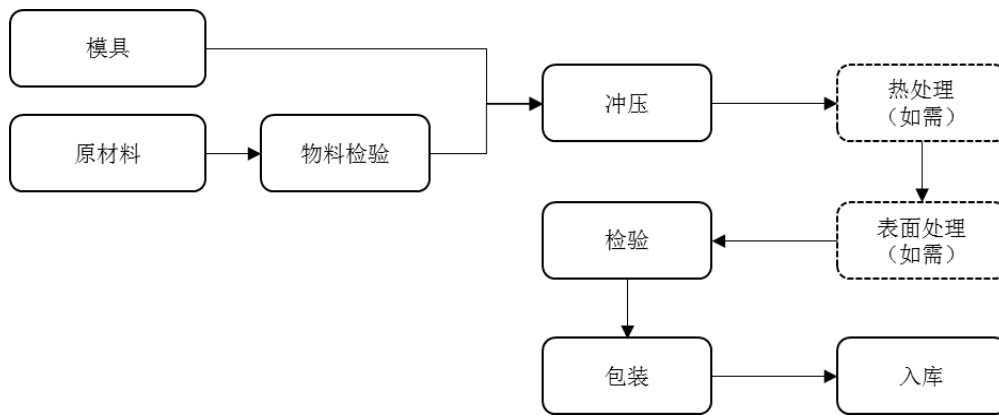 模具
原材料
物料检验
冲压
热处理
（如需）
表面处理
（如需）
检验
包装
入库